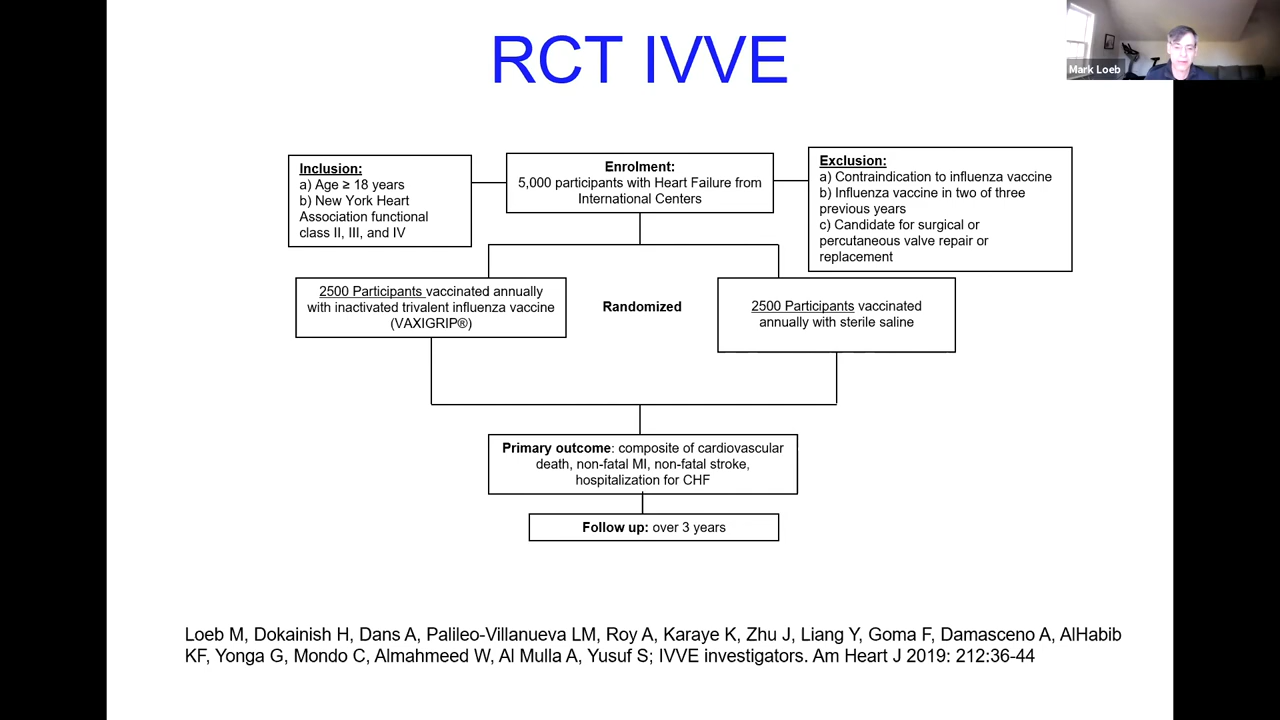 RCT IVVE
Mark Loeb
Inclusion:
a) Age ≥ 18 years
b) New York Heart
Association functional
class II, III, and IV
Enrolment:
5,000 participants with Heart Failure from
International Centers
Exclusion:
a) Contraindication to influenza vaccine
b) Influenza vaccine in two of three
previous years
c) Candidate for surgical or
percutaneous valve repair or
replacement
2500 Participants vaccinated annually
with inactivated trivalent influenza vaccine
(VAXIGRIP®)
Randomized
2500 Participants vaccinated
annually with sterile saline
Primary outcome: composite of cardiovascular
death, non-fatal MI, non-fatal stroke,
hospitalization for CHF
Follow up: over 3 years
Loeb M, Dokainish H, Dans A, Palileo-Villanueva LM, Roy A, Karaye K, Zhu J, Liang Y, Goma F, Damasceno A, AlHabib
KF, Yonga G, Mondo C, Almahmeed W, Al Mulla A, Yusuf S; IVVE investigators. Am Heart J 2019: 212:36-44